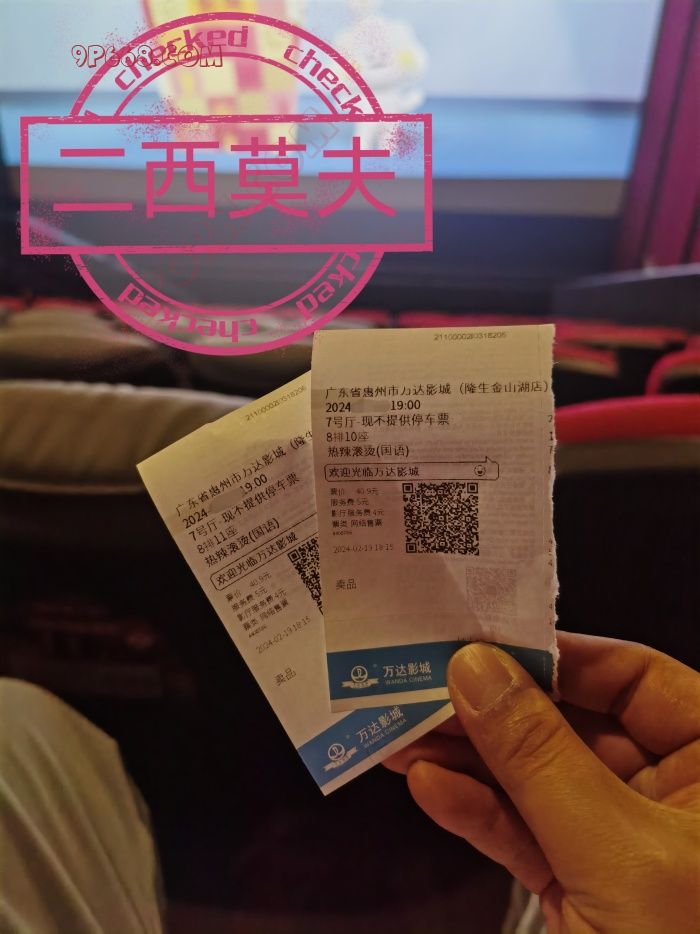 9P608.COM
checked checked
二西莫夫
checked checked
21100002□0318206
广东省惠州市万达影城（隆生金山湖店）
2024 19:00
7号厅-现不提供停车票
8排10座
热辣滚烫(国语)
欢迎光临万达影城
票价 40.9元
服务费 5元
影厅服务费 4元
票类 网络售票
2024-02-19 18:15
卖品
万达影城
WANDA CINEMA
广东省惠州市万达影城（隆生
2024 19:00
7号厅-现不提供停车票
8排11座
热辣滚烫(国语)
欢迎光临万达影城
票价 40.9元
服务费 5元
影厅服务费 4元
票类 网络售票
2024-02-19 18:15
卖品
万达影城
WANDA CINEMA